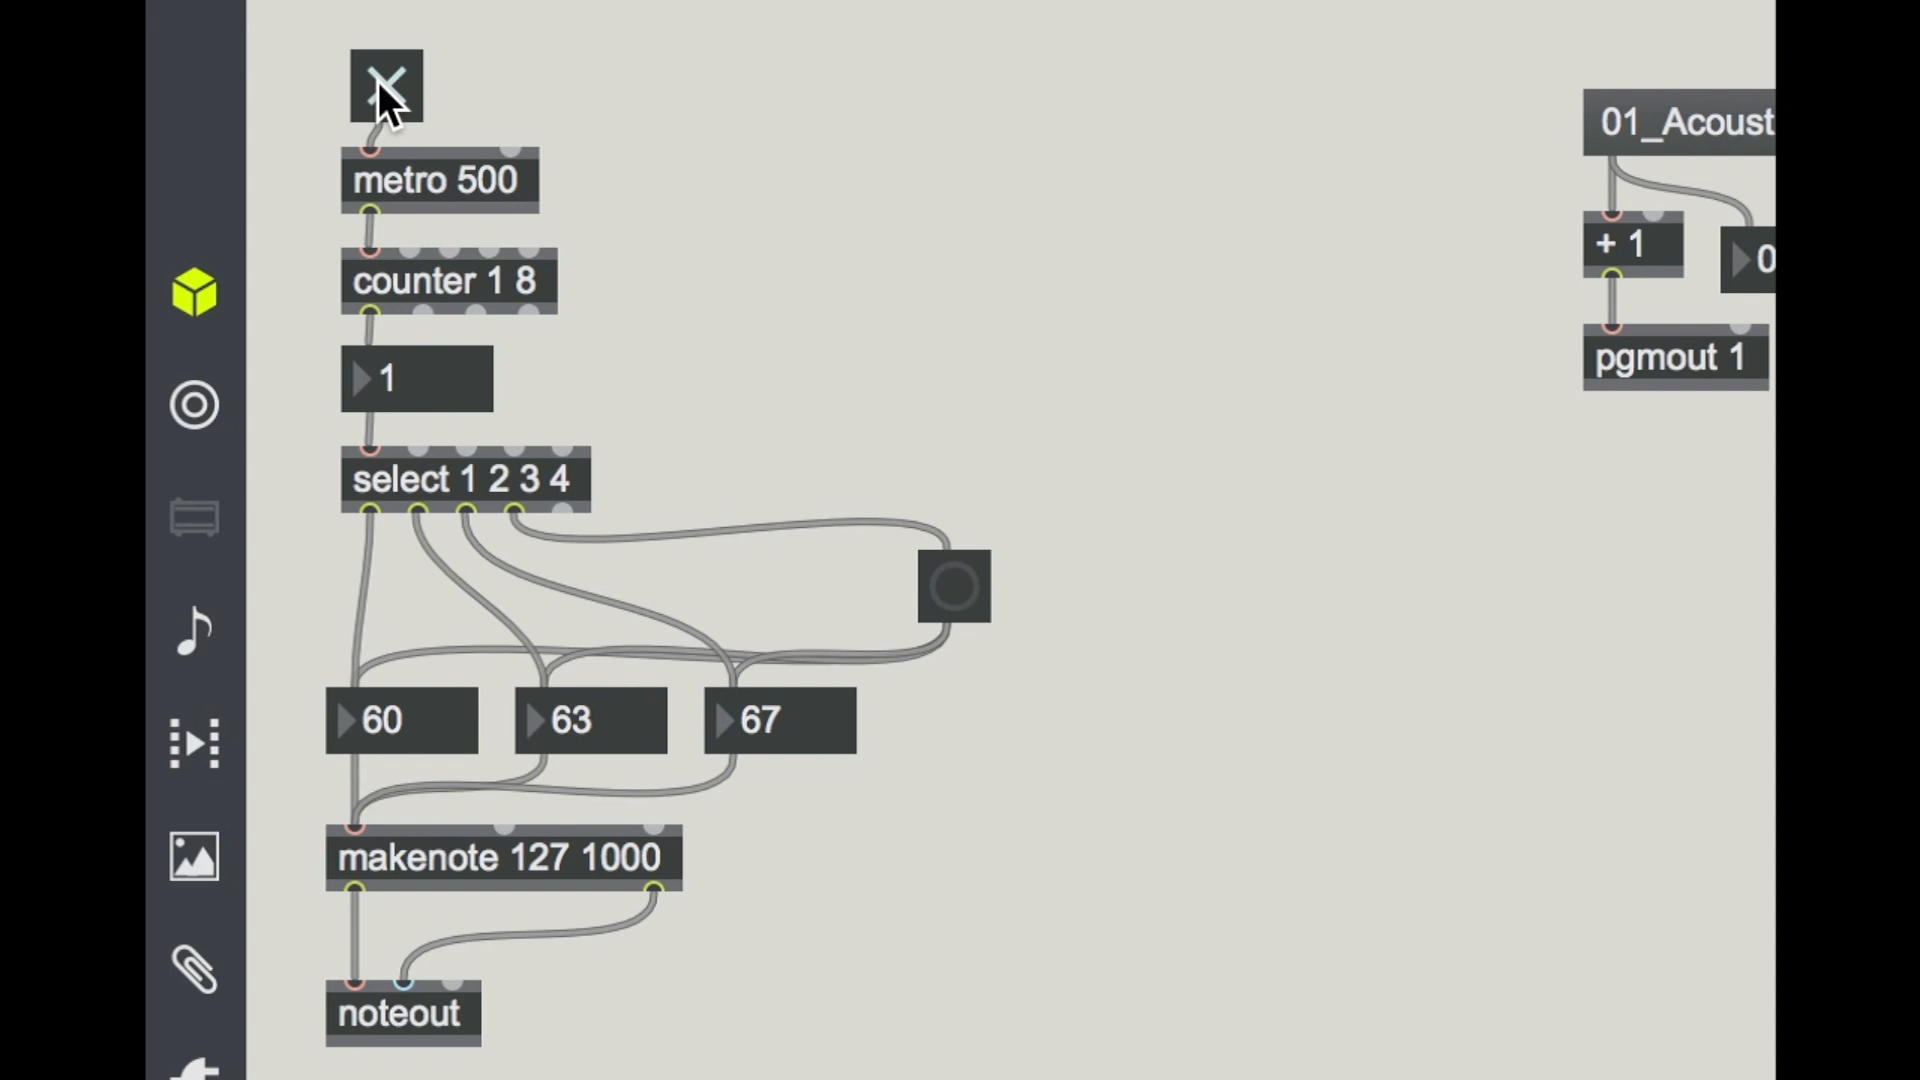 metro 500
counter 1 8
1
select 1 2 3 4
60
63
67
makenote 127 1000
noteout
01_Acoust
+ 1
0
pgmout 1